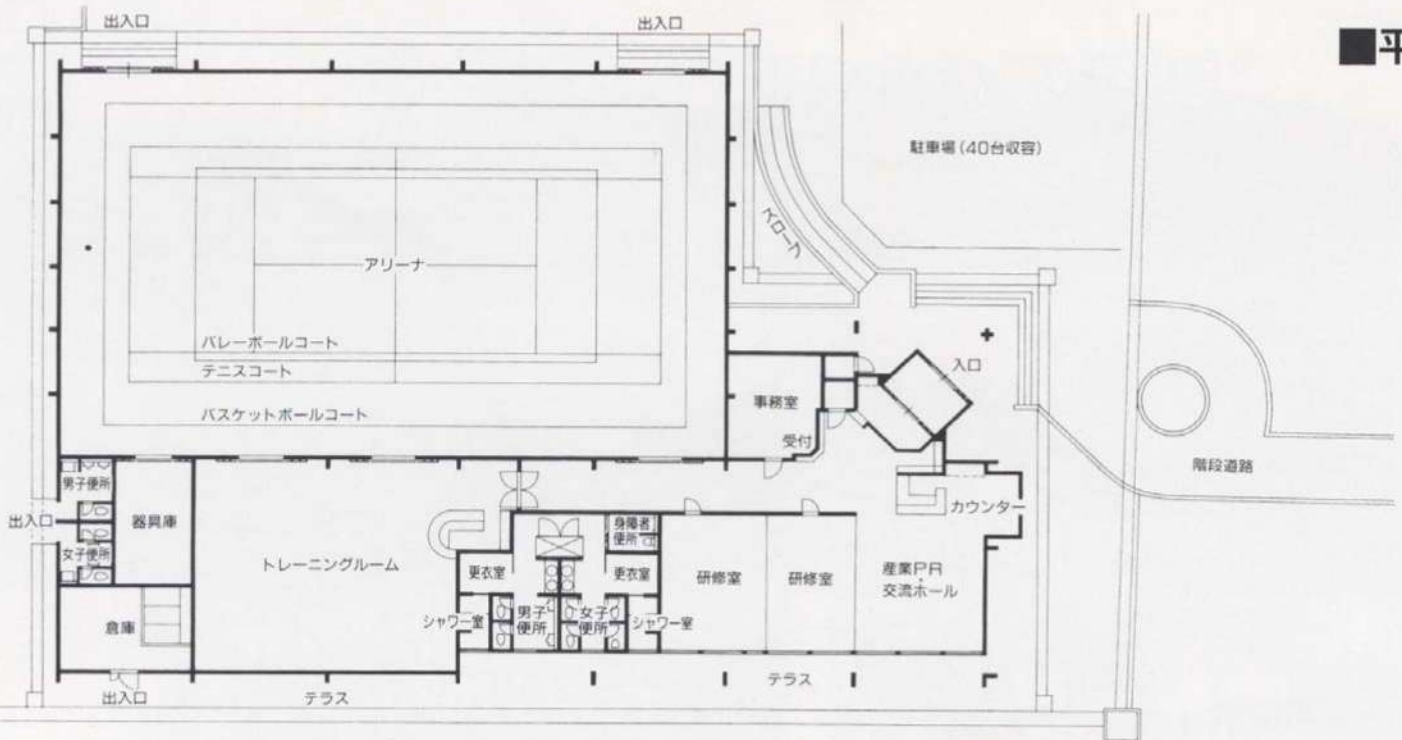 出入口
出入口
■平
駐車場(40台収容)
スロープ
アリーナ
バレーボールコート
テニスコート
バスケットボールコート
事務室
入口
受付
階段道路
男子便所
出入口
器具庫
女子便所
トレーニングルーム
身障者
便所
更衣室
更衣室
研修室
研修室
カウンター
産業PR
・
交流ホール
倉庫
シャワー室
男子
便所
女子
便所
シャワー室
出入口
テラス
テラス